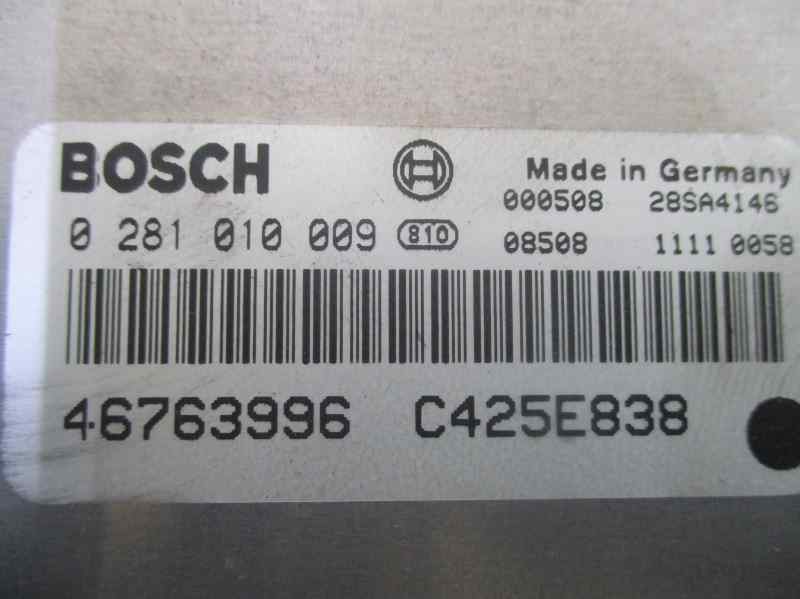 BOSCH Made in Germany
000508 28SA4146
0 281 010 009 810 08508 1111 0058
46763996 C425E838